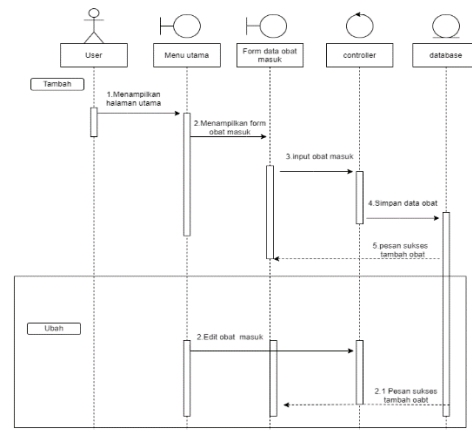 User
Menu utama
Form data obat
masuk
controller
database
Tambah
1.Menampilkan
halaman utama
2.Menampilkan form
obat masuk
3.input obat masuk
4.Simpan data obat
5.pesan sukses
tambah obat
Ubah
2.Edit obat masuk
2.1 Pesan sukses
tambah oabt